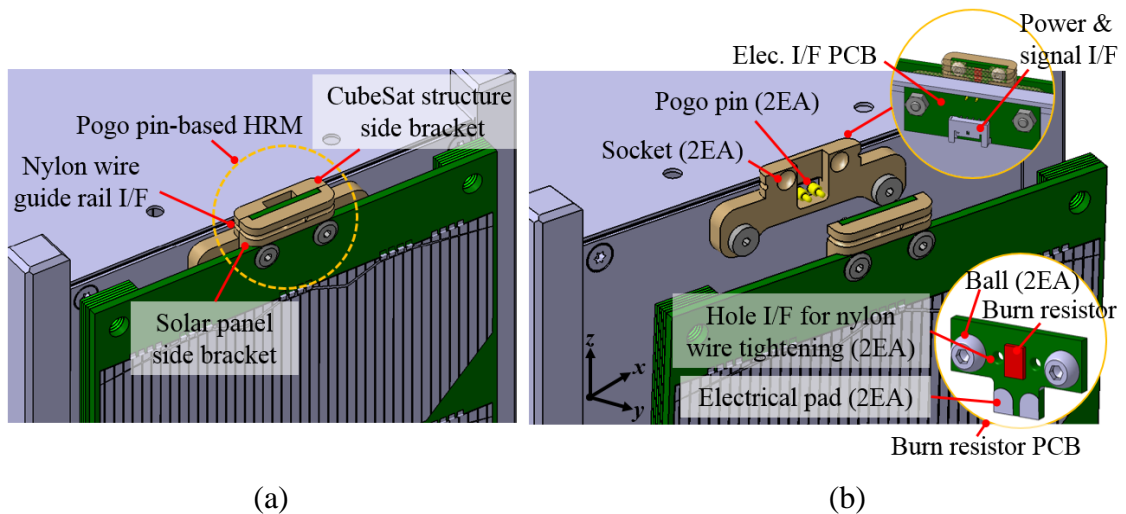 CubeSat structure
side bracket
Pogo pin-based HRM
Nylon wire
guide rail I/F
Solar panel
side bracket
(a)
Power &
signal I/F
Elec. I/F PCB
Pogo pin (2EA)
Socket (2EA)
Ball (2EA)
Burn resistor
Hole I/F for nylon
wire tightening (2EA)
Electrical pad (2EA)
Burn resistor PCB
z
x
y
(b)